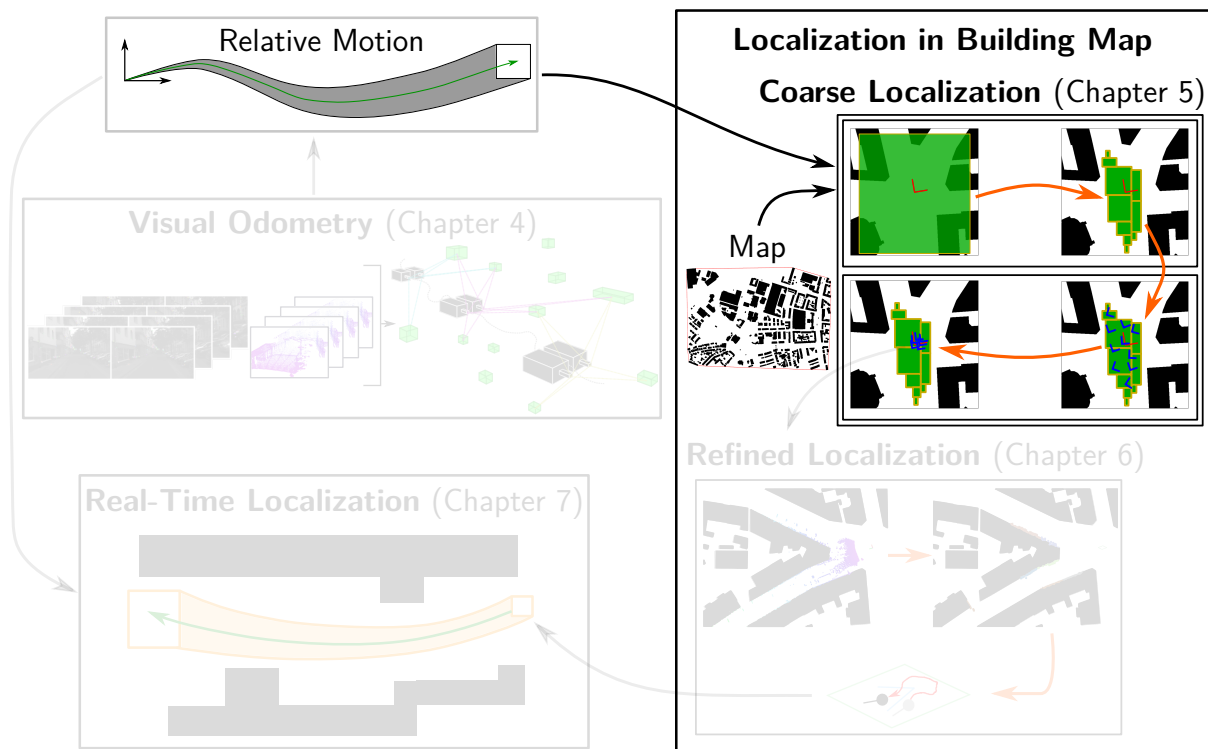 Relative Motion
Localization in Building Map
Coarse Localization (Chapter 5)
Visual Odometry (Chapter 4)
Map
Refined Localization (Chapter 6)
Real-Time Localization (Chapter 7)